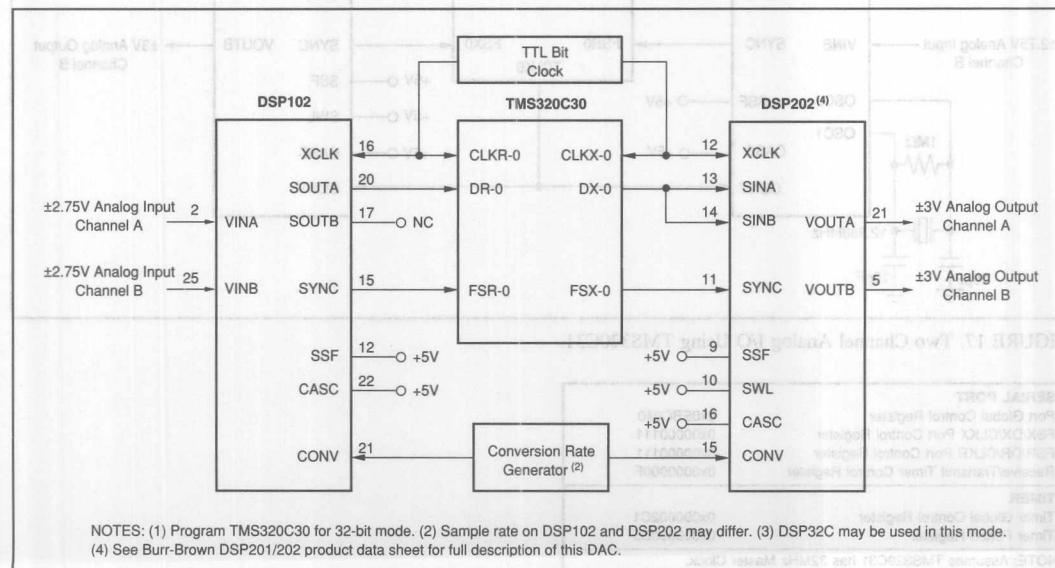 TTL Bit
Clock
DSP102
TMS320C30
DSP202(4)
XCLK 16 CLKR-0 CLKX-0 12 XCLK
SOUTA 20 DR-0 DX-0 13 SINA
±2.75V Analog Input
Channel A
2 VINA SOUTB 17 NC 14 SINB VOUTA 21
±3V Analog Output
Channel A
±2.75V Analog Input
Channel B
25 VINB SYNC 15 FSR-0 FSX-0 11 SYNC VOUTB 5
±3V Analog Output
Channel B
SSF 12 +5V +5V 9 SSF
CASC 22 +5V +5V 10 SWL
+5V 16 CASC
CONV 21 Conversion Rate
Generator (2)
15 CONV
NOTES: (1) Program TMS320C30 for 32-bit mode. (2) Sample rate on DSP102 and DSP202 may differ. (3) DSP32C may be used in this mode.
(4) See Burr-Brown DSP201/202 product data sheet for full description of this DAC.